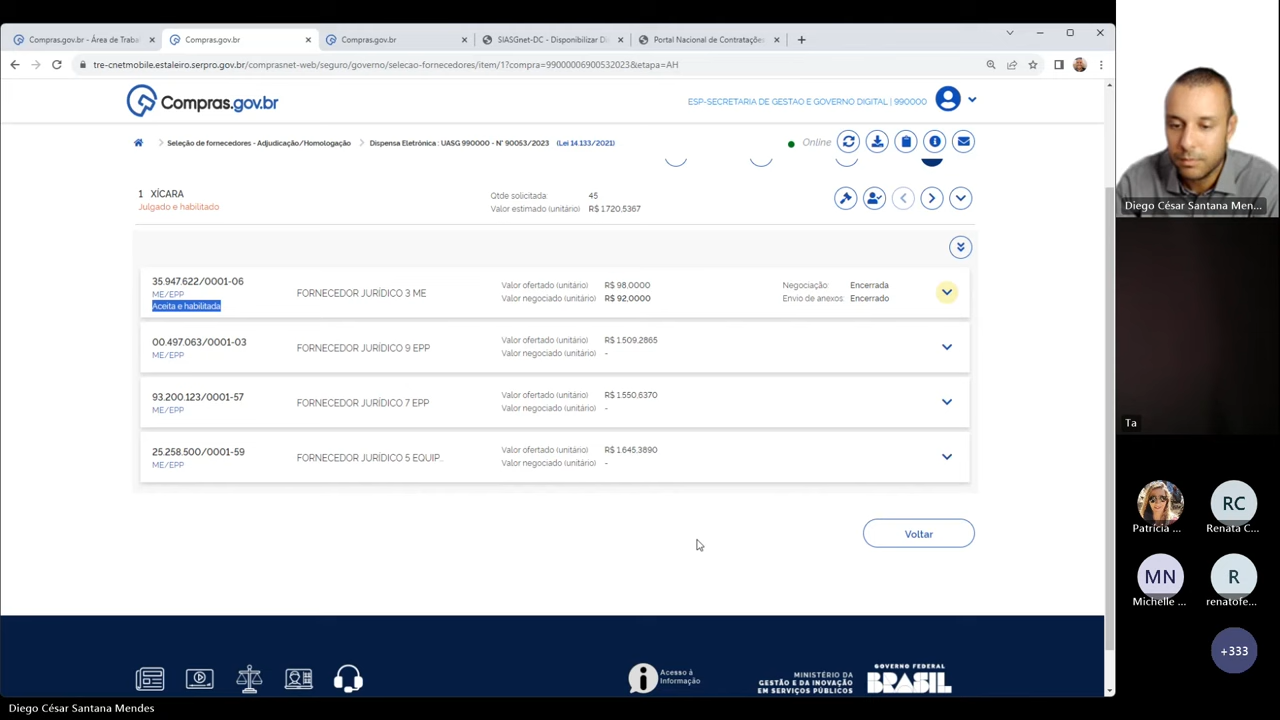 Compras.gov.br - Área de Trabal
Compras.gov.br
Compras.gov.br
SIASGnet-DC - Disponibilizar Di
Portal Nacional de Contrataçõe
tre-cnetmobile.estaleiro.serpro.gov.br/comprasnet-web/seguro/governo/selecao-fornecedores/item/1?compra=99000006900532023&etapa=AH
Compras.gov.br
ESP-SECRETARIA DE GESTAO E GOVERNO DIGITAL | 990000
Seleção de fornecedores - Adjudicação/Homologação
Dispensa Eletrônica : UASG 990000 - N° 90053/2023 (Lei 14.133/2021)
Online
1 XÍCARA
Julgado e habilitado
Qtde solicitada: 45
Valor estimado (unitário) R$ 1720,5367
35.947.622/0001-06
ME/EPP
Aceita e habilitada
FORNECEDOR JURÍDICO 3 ME
Valor ofertado (unitário) R$ 98,0000
Valor negociado (unitário) R$ 92,0000
Negociação: Encerrada
Envio de anexos: Encerrado
00.497.063/0001-03
ME/EPP
FORNECEDOR JURÍDICO 9 EPP
Valor ofertado (unitário) R$ 1509,2865
Valor negociado (unitário) -
93.200.123/0001-57
ME/EPP
FORNECEDOR JURÍDICO 7 EPP
Valor ofertado (unitário) R$ 1550,6370
Valor negociado (unitário) -
25.258.500/0001-59
ME/EPP
FORNECEDOR JURÍDICO 5 EQUIP...
Valor ofertado (unitário) R$ 1645,3890
Valor negociado (unitário) -
Voltar
i
Acesso à
Informação
MINISTÉRIO DA
GESTÃO E DA INOVAÇÃO
EM SERVIÇOS PÚBLICOS
GOVERNO FEDERAL
BRASIL
Diego César Santana Men...
Ta
Patrícia ...
RC
Renata C...
MN
Michelle ...
R
renatofe...
+333
Diego César Santana Mendes